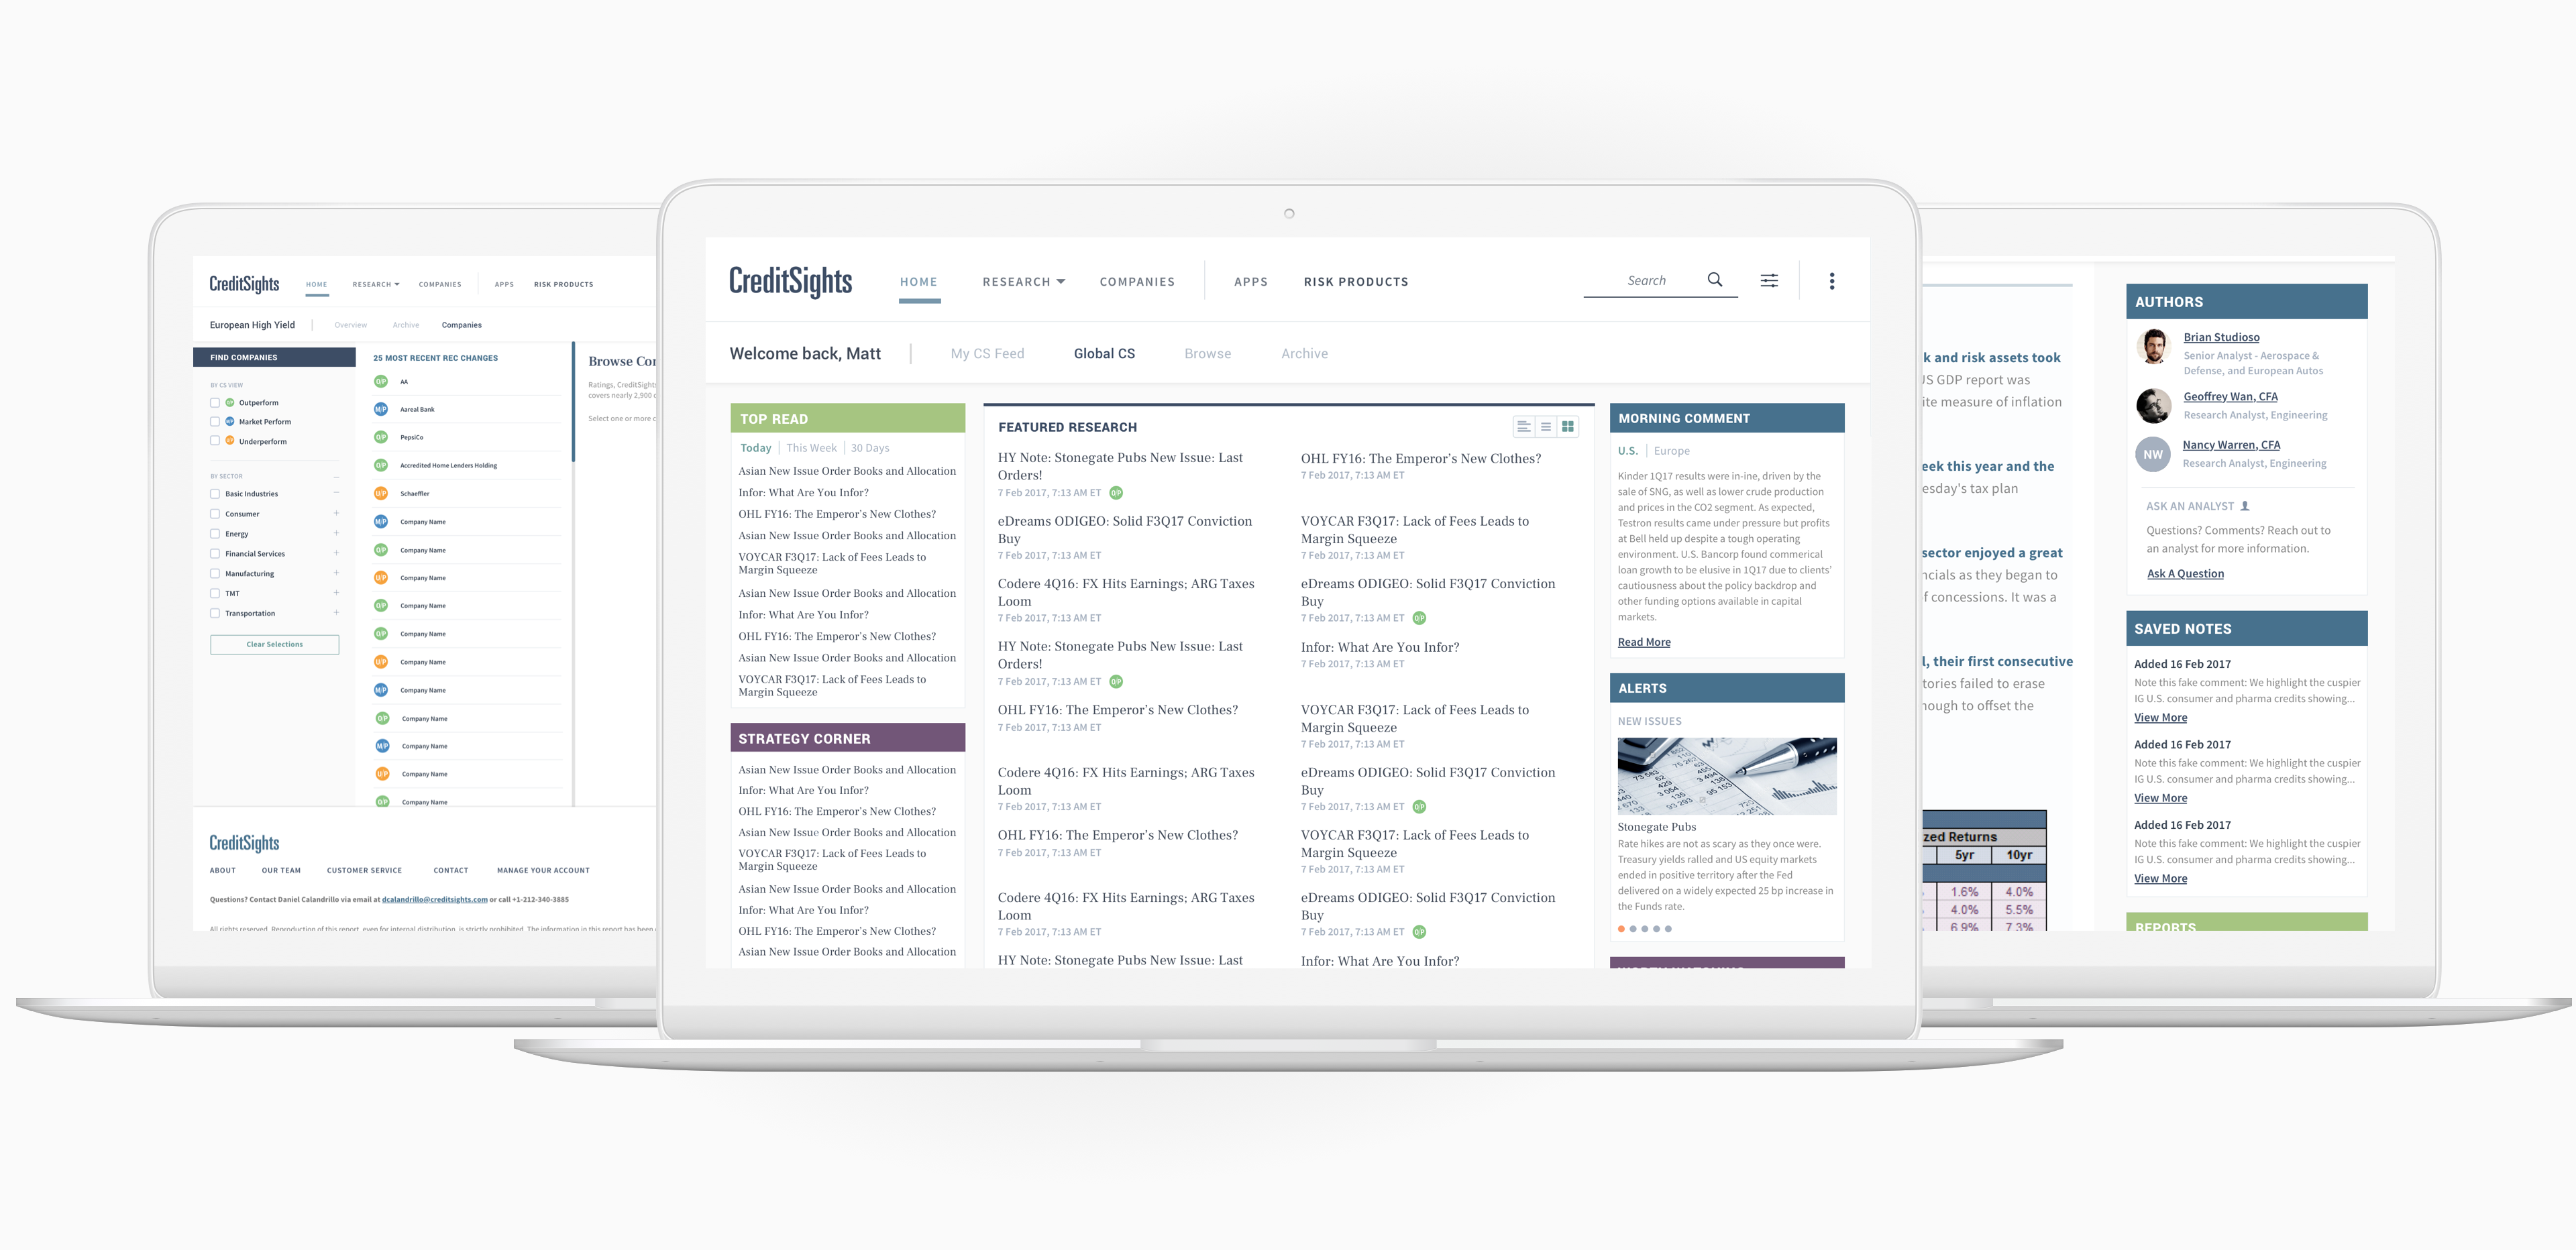 CreditSights
HOME
RESEARCH
COMPANIES
APPS
RISK PRODUCTS
European High Yield
Overview
Archive
Companies
FIND COMPANIES
BY CS VIEW
O/P Outperform
M/P Market Perform
U/P Underperform
BY SECTOR
Basic Industries
Consumer
Energy
Financial Services
Manufacturing
TMT
Transportation
Clear Selections
25 MOST RECENT REC CHANGES
O/P AA
M/P Aareal Bank
O/P PepsiCo
O/P Accredited Home Lenders Holding
U/P Schaeffler
M/P Company Name
O/P Company Name
U/P Company Name
O/P Company Name
O/P Company Name
U/P Company Name
M/P Company Name
O/P Company Name
M/P Company Name
U/P Company Name
O/P Company Name
Browse Co
Ratings, CreditSights
covers nearly 2,900
Select one or more
CreditSights
ABOUT
OUR TEAM
CUSTOMER SERVICE
CONTACT
MANAGE YOUR ACCOUNT
Questions? Contact Daniel Calandrillo via email at dcalandrillo@creditsights.com or call +1-212-340-3885
All rights reserved. Reproduction of this report, even for internal distribution, is strictly prohibited. The information in this report has been
CreditSights
HOME
RESEARCH
COMPANIES
APPS
RISK PRODUCTS
Search
Welcome back, Matt
My CS Feed
Global CS
Browse
Archive
TOP READ
Today
This Week
30 Days
Asian New Issue Order Books and Allocation
Infor: What Are You Infor?
OHL FY16: The Emperor's New Clothes?
Asian New Issue Order Books and Allocation
VOYCAR F3Q17: Lack of Fees Leads to
Margin Squeeze
Asian New Issue Order Books and Allocation
Infor: What Are You Infor?
OHL FY16: The Emperor's New Clothes?
Asian New Issue Order Books and Allocation
VOYCAR F3Q17: Lack of Fees Leads to
Margin Squeeze
STRATEGY CORNER
Asian New Issue Order Books and Allocation
Infor: What Are You Infor?
OHL FY16: The Emperor's New Clothes?
Asian New Issue Order Books and Allocation
VOYCAR F3Q17: Lack of Fees Leads to
Margin Squeeze
Asian New Issue Order Books and Allocation
Infor: What Are You Infor?
OHL FY16: The Emperor's New Clothes?
Asian New Issue Order Books and Allocation
FEATURED RESEARCH
HY Note: Stonegate Pubs New Issue: Last
Orders!
7 Feb 2017, 7:13 AM ET O/P
eDreams ODIGEO: Solid F3Q17 Conviction
Buy
7 Feb 2017, 7:13 AM ET
Codere 4Q16: FX Hits Earnings; ARG Taxes
Loom
7 Feb 2017, 7:13 AM ET
HY Note: Stonegate Pubs New Issue: Last
Orders!
7 Feb 2017, 7:13 AM ET O/P
OHL FY16: The Emperor's New Clothes?
7 Feb 2017, 7:13 AM ET
Codere 4Q16: FX Hits Earnings; ARG Taxes
Loom
7 Feb 2017, 7:13 AM ET
OHL FY16: The Emperor's New Clothes?
7 Feb 2017, 7:13 AM ET
Codere 4Q16: FX Hits Earnings; ARG Taxes
Loom
7 Feb 2017, 7:13 AM ET
HY Note: Stonegate Pubs New Issue: Last
OHL FY16: The Emperor's New Clothes?
7 Feb 2017, 7:13 AM ET
VOYCAR F3Q17: Lack of Fees Leads to
Margin Squeeze
7 Feb 2017, 7:13 AM ET
eDreams ODIGEO: Solid F3Q17 Conviction
Buy
7 Feb 2017, 7:13 AM ET O/P
Infor: What Are You Infor?
7 Feb 2017, 7:13 AM ET
VOYCAR F3Q17: Lack of Fees Leads to
Margin Squeeze
7 Feb 2017, 7:13 AM ET
eDreams ODIGEO: Solid F3Q17 Conviction
Buy
7 Feb 2017, 7:13 AM ET O/P
VOYCAR F3Q17: Lack of Fees Leads to
Margin Squeeze
7 Feb 2017, 7:13 AM ET
eDreams ODIGEO: Solid F3Q17 Conviction
Buy
7 Feb 2017, 7:13 AM ET O/P
Infor: What Are You Infor?
MORNING COMMENT
U.S.
Europe
Kinder 1Q17 results were in-ine, driven by the
sale of SNG, as well as lower crude production
and prices in the CO2 segment. As expected,
Testron results came under pressure but profits
at Bell held up despite a tough operating
environment. U.S. Bancorp found commerical
loan growth to be elusive in 1Q17 due to clients'
cautiousness about the policy backdrop and
other funding options available in capital
markets.
Read More
ALERTS
NEW ISSUES
Stonegate Pubs
Rate hikes are not as scary as they once were.
Treasury yields ralled and US equity markets
ended in positive territory after the Fed
delivered on a widely expected 25 bp increase in
the Funds rate.
k and risk assets took
US GDP report was
ite measure of inflation
eek this year and the
esday's tax plan
sector enjoyed a great
ncials as they began to
f concessions. It was a
l, their first consecutive
tories failed to erase
nough to offset the
zed Returns
5yr 10yr
1.6% 4.0%
4.0% 5.5%
6.9% 7.3%
AUTHORS
Brian Studioso
Senior Analyst - Aerospace &
Defense, and European Autos
Geoffrey Wan, CFA
Research Analyst, Engineering
NW
Nancy Warren, CFA
Research Analyst, Engineering
ASK AN ANALYST
Questions? Comments? Reach out to
an analyst for more information.
Ask A Question
SAVED NOTES
Added 16 Feb 2017
Note this fake comment: We highlight the cuspier
IG U.S. consumer and pharma credits showing...
View More
Added 16 Feb 2017
Note this fake comment: We highlight the cuspier
IG U.S. consumer and pharma credits showing...
View More
Added 16 Feb 2017
Note this fake comment: We highlight the cuspier
IG U.S. consumer and pharma credits showing...
View More
REPORTS